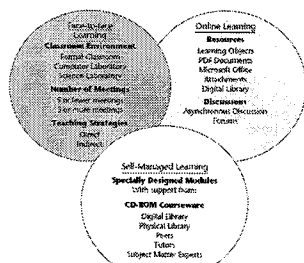 Face-to-Face
Learning
Classroom Environment
Formal Classroom
Computer Laboratory
Science Laboratory
Number of Meetings
5 or fewer meetings
5 or more meetings
Teaching Strategies
Direct
Indirect
Online Learning
Resources
Learning Objects
PDF Documents
Microsoft Office
Attachments
Digital Library
Discussions
Asynchronous Discussion
Forums
Self-Managed Learning
Specially Designed Modules
With support from:
CD-ROM Courseware
Digital Library
Physical Library
Peers
Tutors
Subject Matter Experts